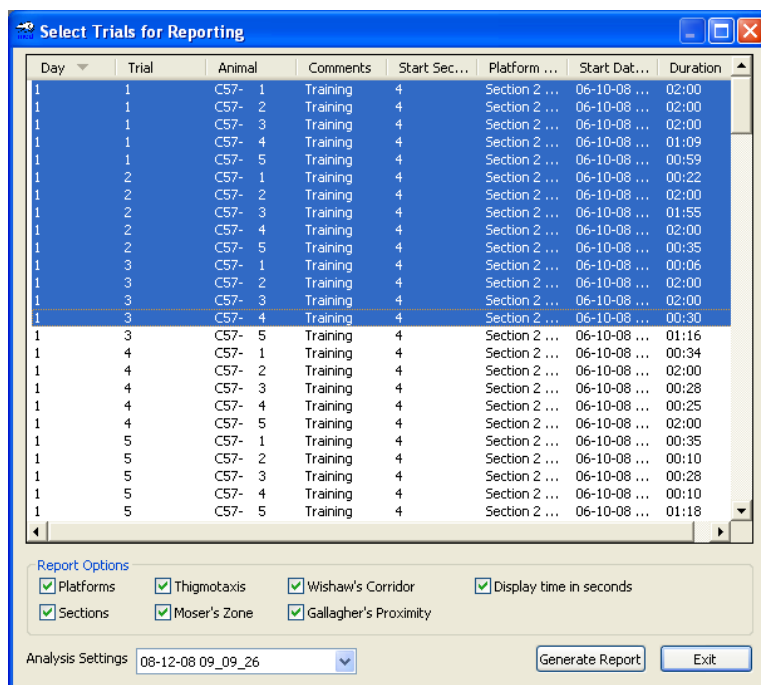 Select Trials for Reporting
Day Trial Animal Comments Start Sec... Platform ... Start Dat... Duration
1 1 C57- 1 Training 4 Section 2 ... 06-10-08 ... 02:00
1 1 C57- 2 Training 4 Section 2 ... 06-10-08 ... 02:00
1 1 C57- 3 Training 4 Section 2 ... 06-10-08 ... 02:00
1 1 C57- 4 Training 4 Section 2 ... 06-10-08 ... 01:09
1 1 C57- 5 Training 4 Section 2 ... 06-10-08 ... 00:59
1 2 C57- 1 Training 4 Section 2 ... 06-10-08 ... 00:22
1 2 C57- 2 Training 4 Section 2 ... 06-10-08 ... 02:00
1 2 C57- 3 Training 4 Section 2 ... 06-10-08 ... 01:55
1 2 C57- 4 Training 4 Section 2 ... 06-10-08 ... 02:00
1 2 C57- 5 Training 4 Section 2 ... 06-10-08 ... 00:35
1 3 C57- 1 Training 4 Section 2 ... 06-10-08 ... 00:06
1 3 C57- 2 Training 4 Section 2 ... 06-10-08 ... 02:00
1 3 C57- 3 Training 4 Section 2 ... 06-10-08 ... 02:00
1 3 C57- 4 Training 4 Section 2 ... 06-10-08 ... 00:30
1 3 C57- 5 Training 4 Section 2 ... 06-10-08 ... 01:16
1 4 C57- 1 Training 4 Section 2 ... 06-10-08 ... 00:34
1 4 C57- 2 Training 4 Section 2 ... 06-10-08 ... 02:00
1 4 C57- 3 Training 4 Section 2 ... 06-10-08 ... 00:28
1 4 C57- 4 Training 4 Section 2 ... 06-10-08 ... 00:25
1 4 C57- 5 Training 4 Section 2 ... 06-10-08 ... 02:00
1 5 C57- 1 Training 4 Section 2 ... 06-10-08 ... 00:35
1 5 C57- 2 Training 4 Section 2 ... 06-10-08 ... 00:10
1 5 C57- 3 Training 4 Section 2 ... 06-10-08 ... 00:28
1 5 C57- 4 Training 4 Section 2 ... 06-10-08 ... 00:10
1 5 C57- 5 Training 4 Section 2 ... 06-10-08 ... 01:18
Report Options
Platforms Thigmotaxis Wishaw's Corridor Display time in seconds
Sections Moser's Zone Gallagher's Proximity
Analysis Settings 08-12-08 09_09_26 Generate Report Exit